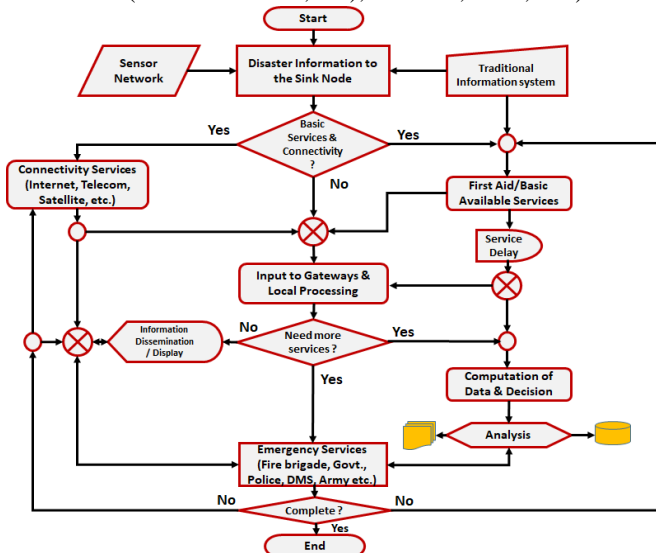 Start
Sensor
Network
Disaster Information to
the Sink Node
Traditional
Information system
Yes
Basic
Services &
Connectivity
?
Yes
No
Connectivity Services
(Internet, Telecom,
Satellite, etc.)
First Aid/Basic
Available Services
Service
Delay
Input to Gateways &
Local Processing
Information
Dissemination
/ Display
No
Need more
services ?
Yes
Yes
Computation of
Data & Decision
Analysis
Emergency Services
(Fire brigade, Govt.,
Police, DMS, Army etc.)
No
Complete ?
No
Yes
End